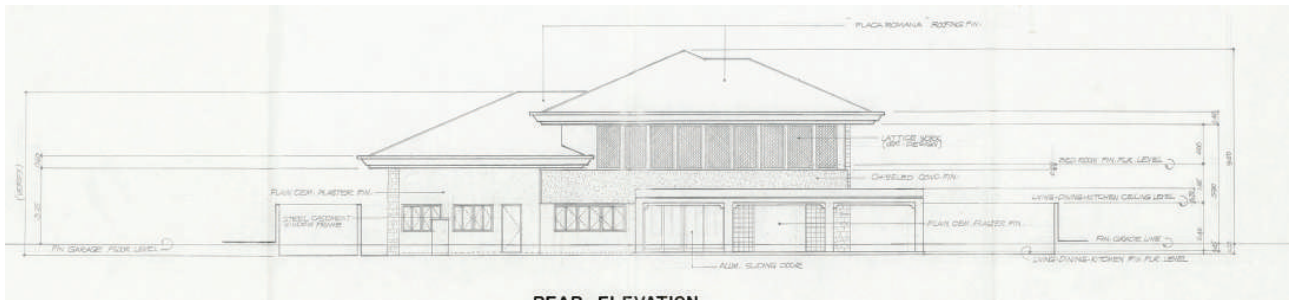 "PLACA ROMANA" ROOFING FIN.
LATTICE WORK
BED ROOM FIN. FLR. LEVEL
CHISELED CONC. FIN.
PLAIN CEM. PLASTER FIN.
LIVING-DINING-KITCHEN CEILING LEVEL
STEEL CASEMENT
WINDOW FRAME
PLAIN CEM. PLASTER FIN.
FIN. GARAGE FLOOR LEVEL
FIN. GRADE LINE
LIVING-DINING-KITCHEN FIN. FLR. LEVEL
ALUM. SLIDING DOOR
REAR ELEVATION